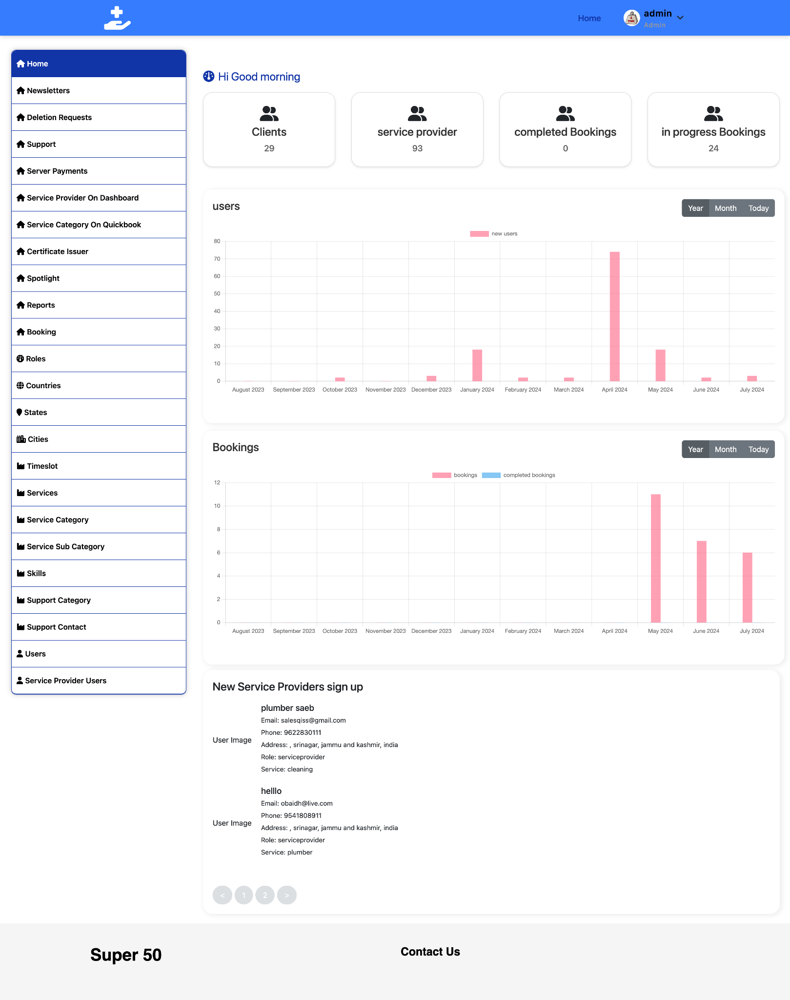 Home
admin
Admin
Home
Newsletters
Deletion Requests
Support
Server Payments
Service Provider On Dashboard
Service Category On Quickbook
Certificate Issuer
Spotlight
Reports
Booking
Roles
Countries
States
Cities
Timeslot
Services
Service Category
Service Sub Category
Skills
Support Category
Support Contact
Users
Service Provider Users
Hi Good morning
Clients
29
service provider
93
completed Bookings
0
in progress Bookings
24
users
Year Month Today
new users
80
70
60
50
40
30
20
10
0
August 2023 September 2023 October 2023 November 2023 December 2023 January 2024 February 2024 March 2024 April 2024 May 2024 June 2024 July 2024
Bookings
Year Month Today
bookings completed bookings
12
10
8
6
4
2
0
August 2023 September 2023 October 2023 November 2023 December 2023 January 2024 February 2024 March 2024 April 2024 May 2024 June 2024 July 2024
New Service Providers sign up
User Image
plumber saeb
Email: salesqiss@gmail.com
Phone: 9622830111
Address: , srinagar, jammu and kashmir, india
Role: serviceprovider
Service: cleaning
User Image
helllo
Email: obaidh@live.com
Phone: 9541808911
Address: , srinagar, jammu and kashmir, india
Role: serviceprovider
Service: plumber
< 1 2 >
Super 50
Contact Us